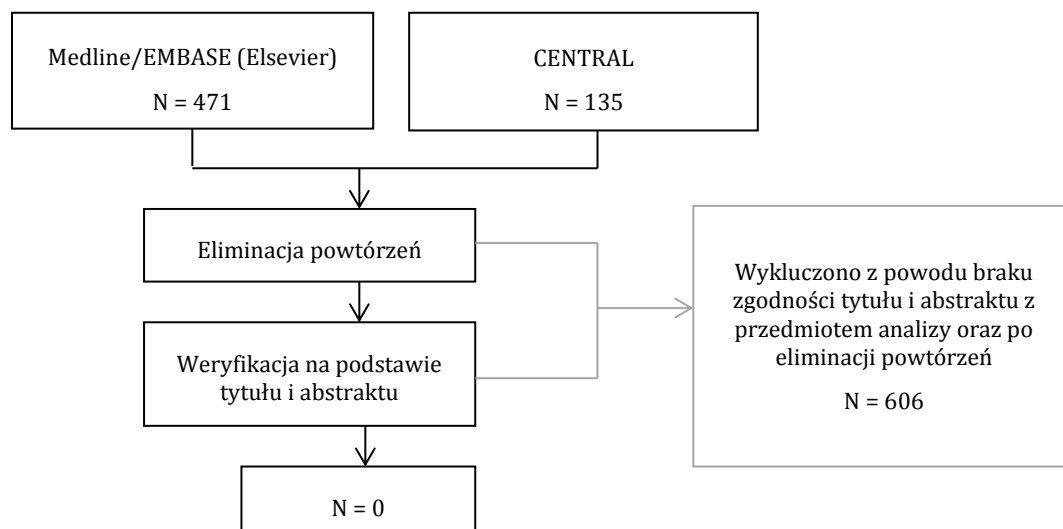 Medline/EMBASE (Elsevier)
N = 471
CENTRAL
N = 135
Eliminacja powtórzeń
Weryfikacja na podstawie
tytułu i abstraktu
Wykluczono z powodu braku
zgodności tytułu i abstraktu z
przedmiotem analizy oraz po
eliminacji powtórzeń
N = 606
N = 0